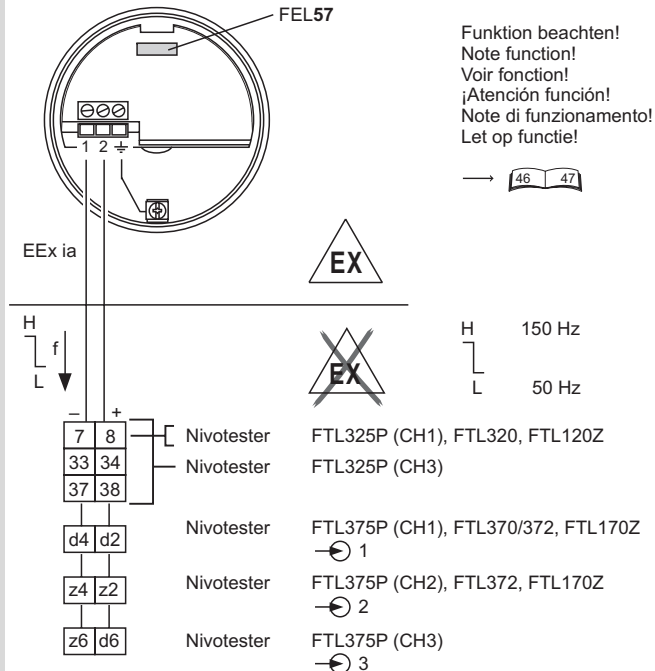 FEL57
Funktion beachten!
Note function!
Voir fonction!
¡Atención función!
Note di funzionamento!
Let op functie!
46 47
1 2
EEx ia
EX
H
f
L
EX
H 150 Hz
L 50 Hz
– +
7 8 Nivotester FTL325P (CH1), FTL320, FTL120Z
33 34 Nivotester FTL325P (CH3)
37 38
d4 d2 Nivotester FTL375P (CH1), FTL370/372, FTL170Z
1
z4 z2 Nivotester FTL375P (CH2), FTL372, FTL170Z
2
z6 d6 Nivotester FTL375P (CH3)
3